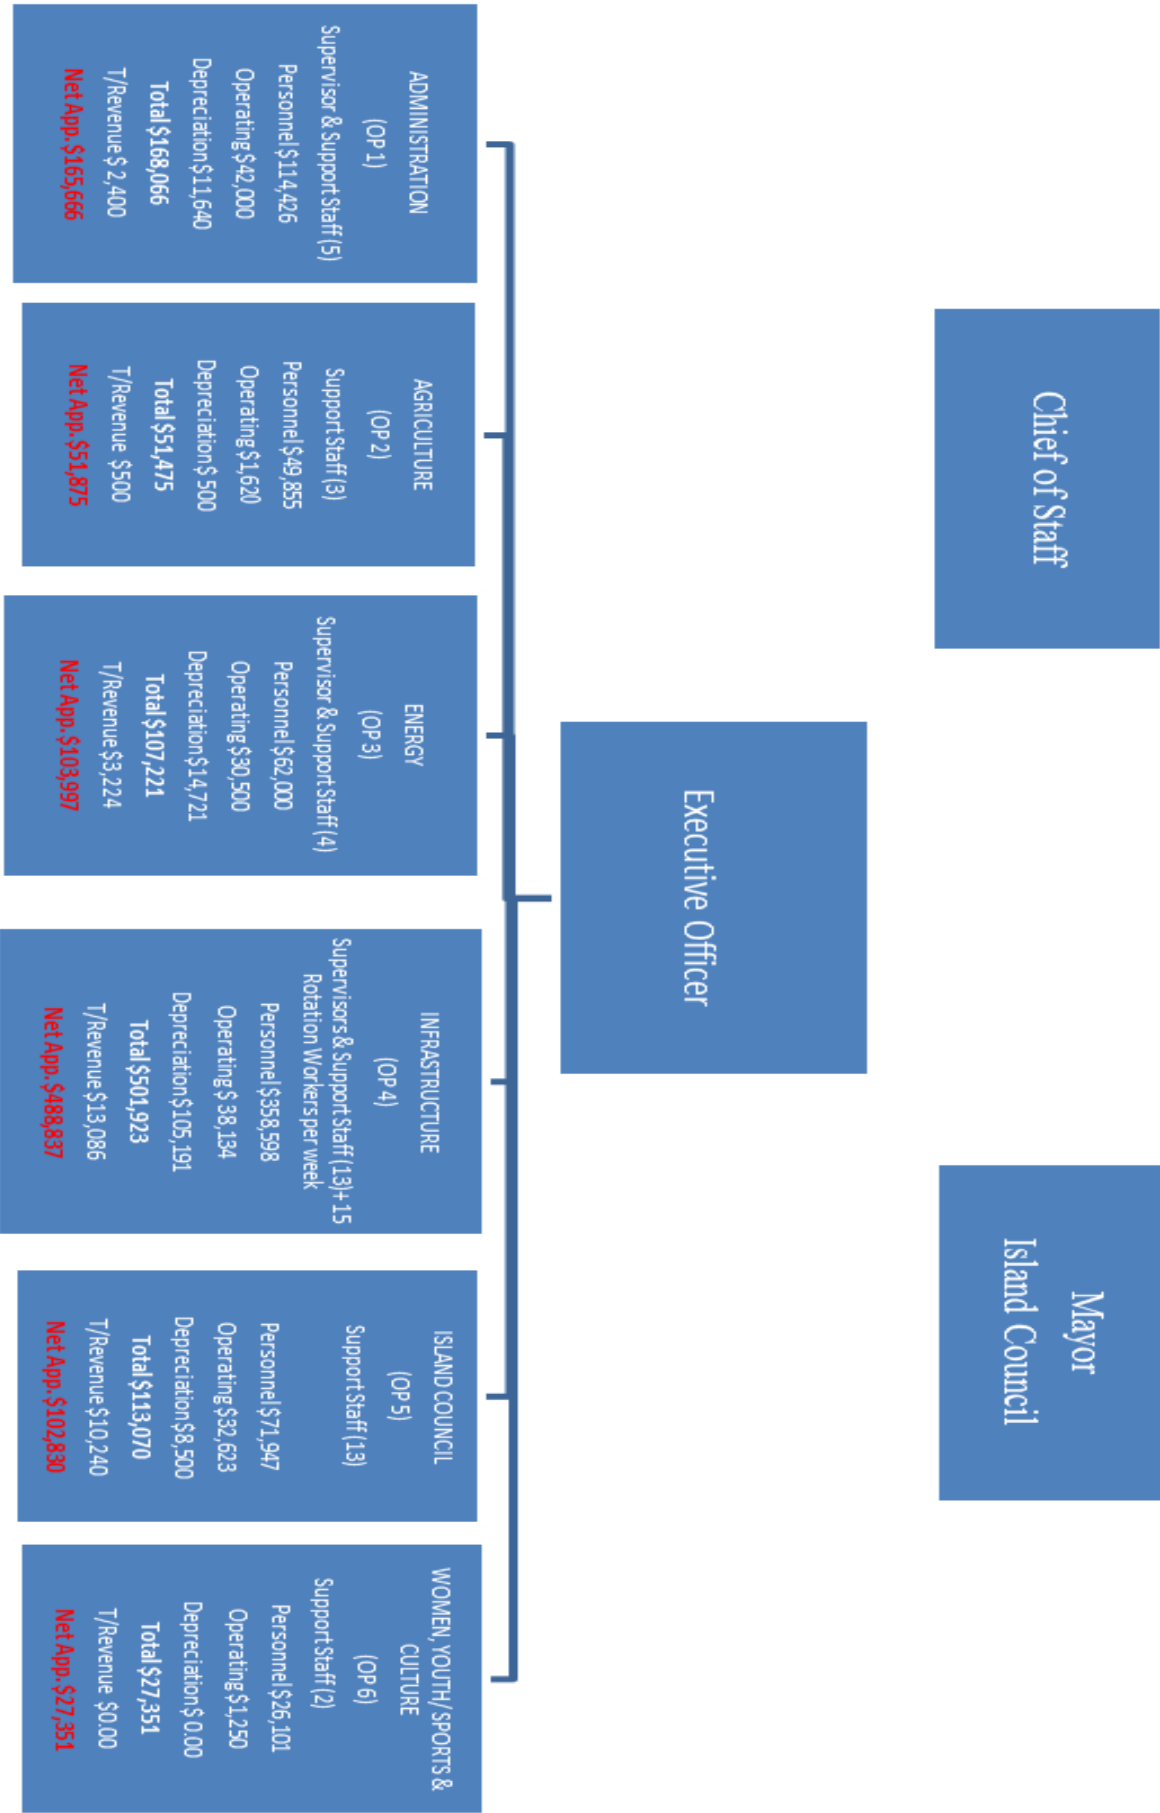 Chief of Staff
Mayor
Island Council
Executive Officer
ADMINISTRATION
(OP 1)
Supervisor & Support Staff (5)
Personnel $114,426
Operating $42,000
Depreciation $11,640
Total $168,066
T/Revenue $ 2,400
Net App. $165,666
AGRICULTURE
(OP 2)
Support Staff (3)
Personnel $49,855
Operating $1,620
Depreciation $ 500
Total $51,475
T/Revenue $500
Net App. $51,875
ENERGY
(OP 3)
Supervisor & Support Staff (4)
Personnel $62,000
Operating $30,500
Depreciation $14,721
Total $107,221
T/Revenue $3,224
Net App. $103,997
INFRASTRUCTURE
(OP 4)
Supervisors & Support Staff (13)+ 15
Rotation Workers per week
Personnel $358,598
Operating $ 38,134
Depreciation $105,191
Total $501,923
T/Revenue $13,086
Net App. $488,837
ISLAND COUNCIL
(OP 5)
Support Staff (13)
Personnel $71,947
Operating $32,623
Depreciation $8,500
Total $113,070
T/Revenue $10,240
Net App. $102,830
WOMEN, YOUTH/ SPORTS &
CULTURE
(OP 6)
Support Staff (2)
Personnel $26,101
Operating $1,250
Depreciation $ 0.00
Total $27,351
T/Revenue $0.00
Net App. $27,351